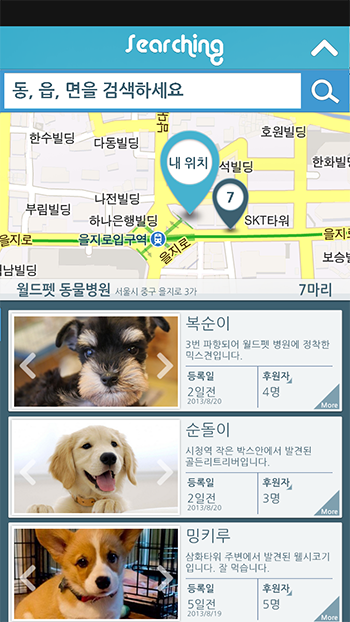 Searching
동, 읍, 면을 검색하세요
한수빌딩
다동빌딩
호원빌딩
내 위치
석빌딩
한화빌딩
7
부림빌딩
나전빌딩
하나은행빌딩
SKT타워
을지로
을지로입구역
을지로
보승빌딩
남빌딩
월드펫 동물병원 서울시 중구 을지로 3가 7마리
복순이
3번 파항되어 월드펫 병원에 정착한
믹스견입니다.
등록일 후원자
2일전 4명
2013/8/20
More
순돌이
시청역 작은 박스안에서 발견된
골든리트리버입니다.
등록일 후원자
2일전 3명
2013/8/20
More
밍키루
삼화타워 주변에서 발견된 웰시코기
입니다. 잘 먹습니다.
등록일 후원자
5일전 5명
2013/8/19
More